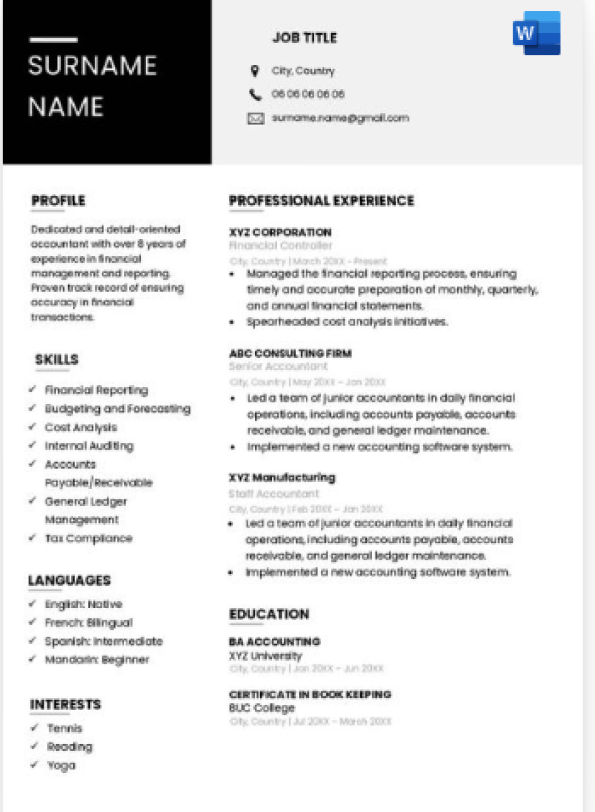 SURNAME
NAME
JOB TITLE
City, Country
06 06 06 06 06
surname.name@gmail.com
W
PROFILE
Dedicated and detail-oriented
accountant with over 8 years of
experience in financial
management and reporting.
Proven track record of ensuring
accuracy in financial
transactions.
SKILLS
Financial Reporting
Budgeting and Forecasting
Cost Analysis
Internal Auditing
Accounts
Payable/Receivable
General Ledger
Management
Tax Compliance
LANGUAGES
English: Native
French: Bilingual
Spanish: Intermediate
Mandarin: Beginner
INTERESTS
Tennis
Reading
Yoga
PROFESSIONAL EXPERIENCE
XYZ CORPORATION
Financial Controller
City, Country | March 20XX - Present
Managed the financial reporting process, ensuring
timely and accurate preparation of monthly, quarterly,
and annual financial statements.
Spearheaded cost analysis initiatives.
ABC CONSULTING FIRM
Senior Accountant
City, Country | May 20XX – Jan 20XX
Led a team of junior accountants in daily financial
operations, including accounts payable, accounts
receivable, and general ledger maintenance.
Implemented a new accounting software system.
XYZ Manufacturing
Staff Accountant
City, Country | Feb 20XX – Jan 20XX
Led a team of junior accountants in daily financial
operations, including accounts payable, accounts
receivable, and general ledger maintenance.
Implemented a new accounting software system.
EDUCATION
BA ACCOUNTING
XYZ University
City, Country | Jan 20XX – Jun 20XX
CERTIFICATE IN BOOK KEEPING
BUC College
City, Country | Jul 20XX – March 20XX